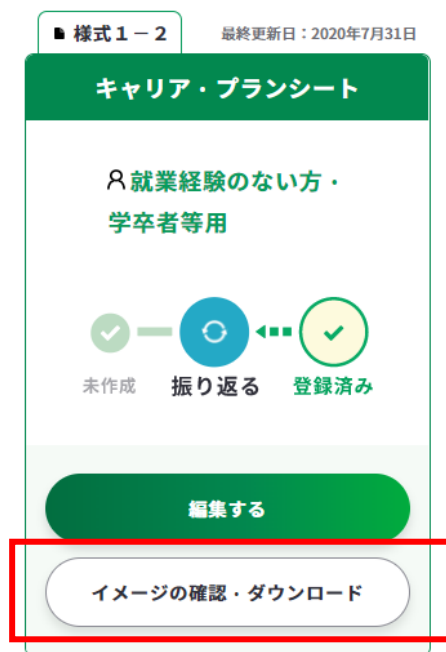 様式1－2
最終更新日：2020年7月31日
キャリア・プランシート
就業経験のない方・
学卒者等用
未作成
振り返る
登録済み
編集する
イメージの確認・ダウンロード